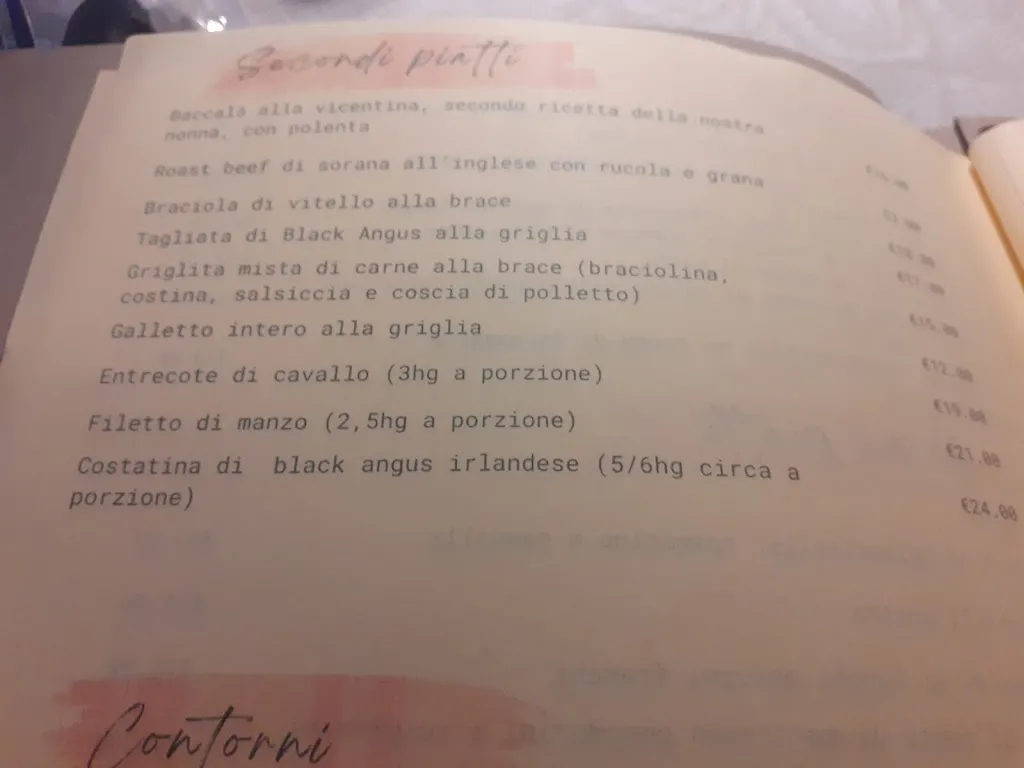 Secondi piatti
Baccalà alla vicentina, secondo ricetta della nostra
nonna, con polenta
Roast beef di sorana all'inglese con rucola e grana
Braciola di vitello alla brace
Tagliata di Black Angus alla griglia
Griglita mista di carne alla brace (braciolina,
costina, salsiccia e coscia di polletto)
Galletto intero alla griglia
€12.00
Entrecote di cavallo (3hg a porzione)
€19.00
Filetto di manzo (2,5hg a porzione)
€21.00
Costatina di black angus irlandese (5/6hg circa a
porzione)
€24.00
Contorni